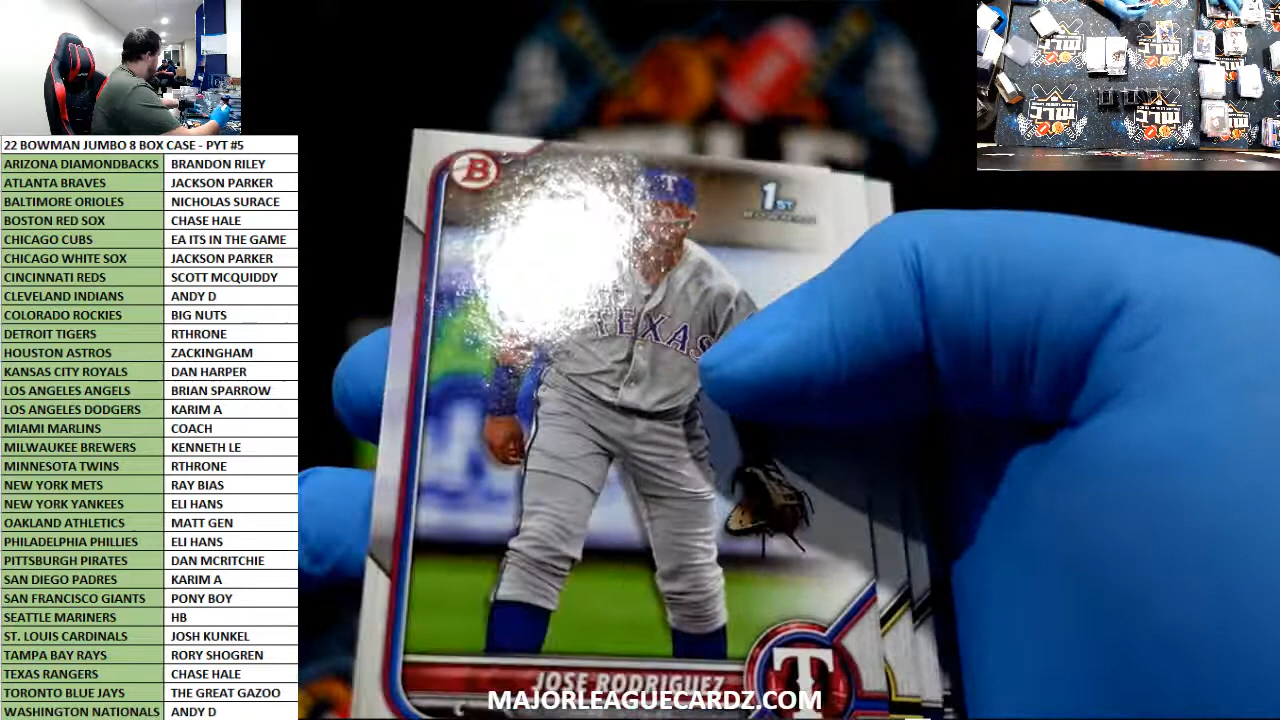 22 BOWMAN JUMBO 8 BOX CASE - PYT #5
ARIZONA DIAMONDBACKS BRANDON RILEY
ATLANTA BRAVES JACKSON PARKER
BALTIMORE ORIOLES NICHOLAS SURACE
BOSTON RED SOX CHASE HALE
CHICAGO CUBS EA ITS IN THE GAME
CHICAGO WHITE SOX JACKSON PARKER
CINCINNATI REDS SCOTT MCQUIDDY
CLEVELAND INDIANS ANDY D
COLORADO ROCKIES BIG NUTS
DETROIT TIGERS RTHRONE
HOUSTON ASTROS ZACKINGHAM
KANSAS CITY ROYALS DAN HARPER
LOS ANGELES ANGELS BRIAN SPARROW
LOS ANGELES DODGERS KARIM A
MIAMI MARLINS COACH
MILWAUKEE BREWERS KENNETH LE
MINNESOTA TWINS RTHRONE
NEW YORK METS RAY BIAS
NEW YORK YANKEES ELI HANS
OAKLAND ATHLETICS MATT GEN
PHILADELPHIA PHILLIES ELI HANS
PITTSBURGH PIRATES DAN MCRITCHIE
SAN DIEGO PADRES KARIM A
SAN FRANCISCO GIANTS PONY BOY
SEATTLE MARINERS HB
ST. LOUIS CARDINALS JOSH KUNKEL
TAMPA BAY RAYS RORY SHOGREN
TEXAS RANGERS CHASE HALE
TORONTO BLUE JAYS THE GREAT GAZOO
WASHINGTON NATIONALS ANDY D
B
1ST
T
TEXAS
T
JOSE RODRIGUEZ
MAJORLEAGUECARDZ.COM